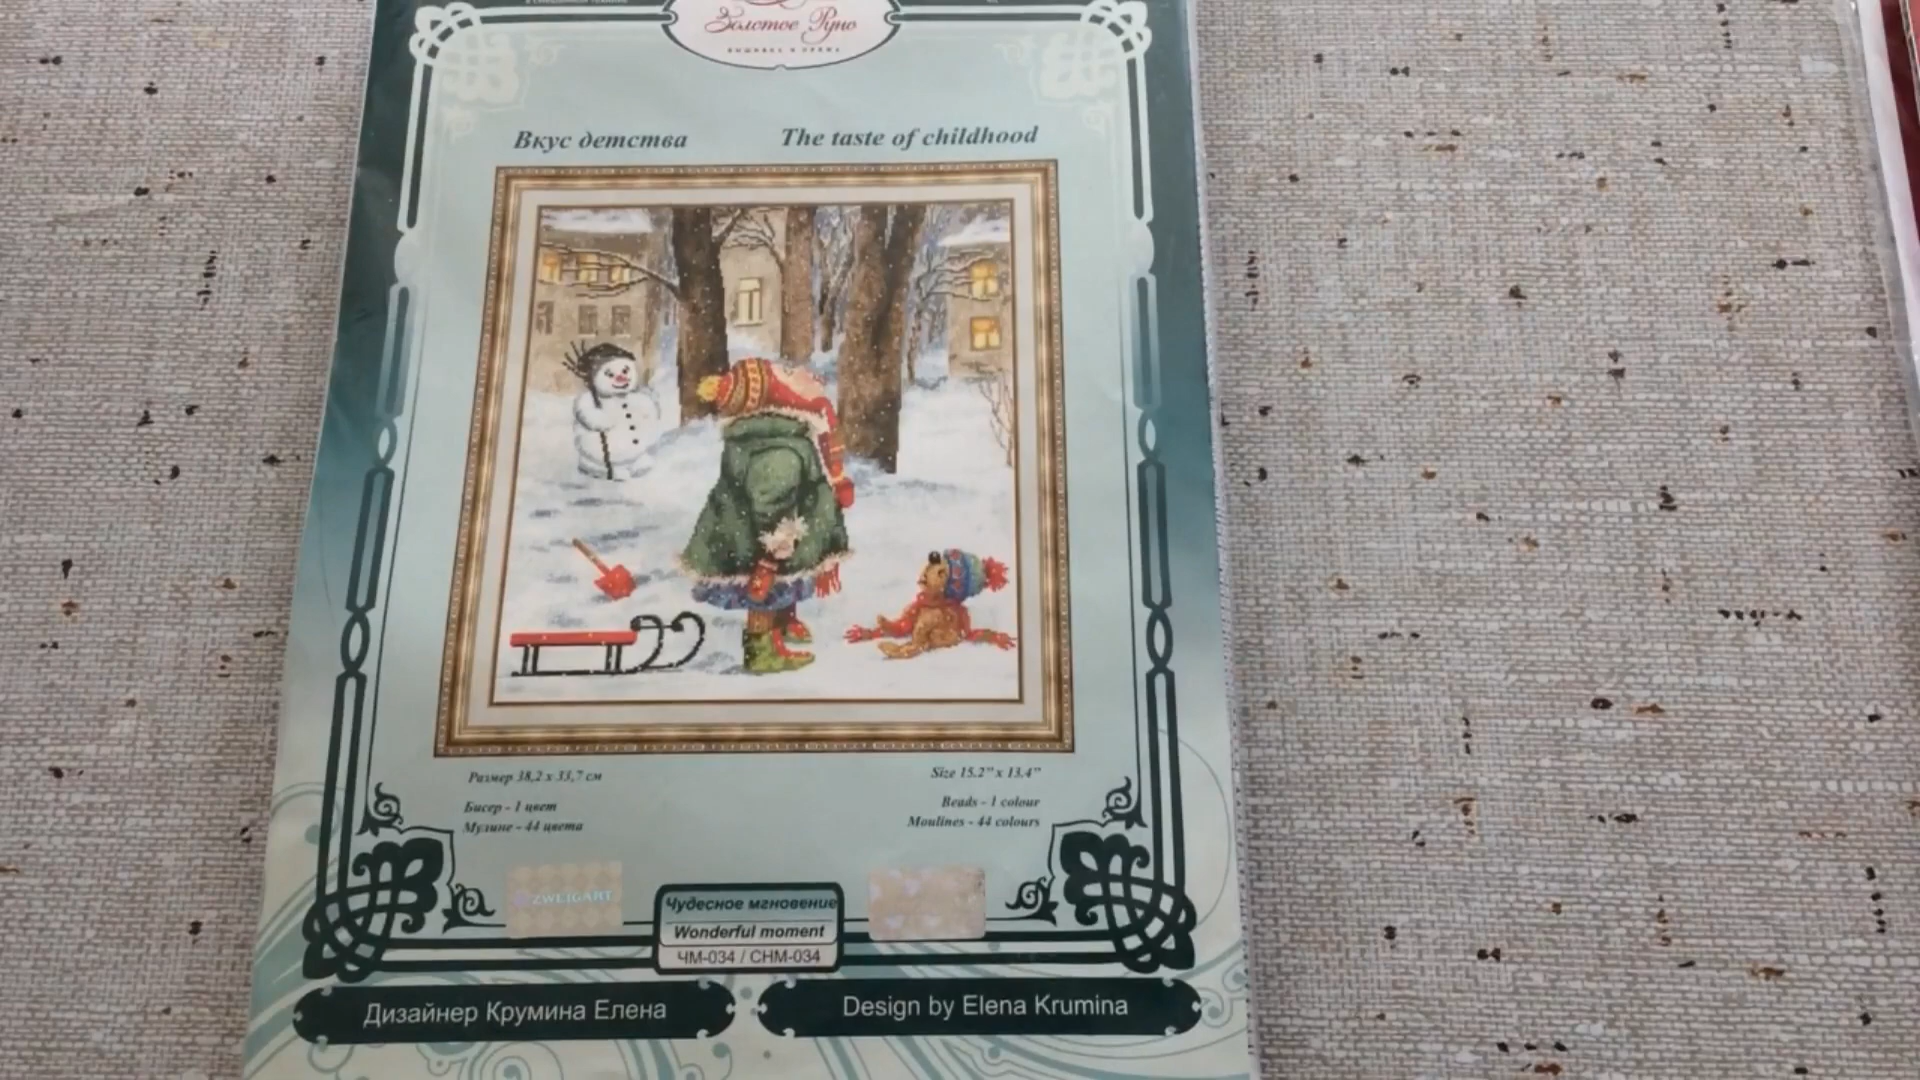 Золотое Руно
Вкус детства
The taste of childhood
Размер 38,2 x 33,7 см
Size 15.2" x 13.4"
Бисер - 1 цвет
Beads - 1 colour
Мулине - 44 цвета
Moulines - 44 colours
ZWEIGART
Чудесное мгновение
Wonderful moment
ЧМ-034 / CHM-034
Дизайнер Крумина Елена
Design by Elena Krumina